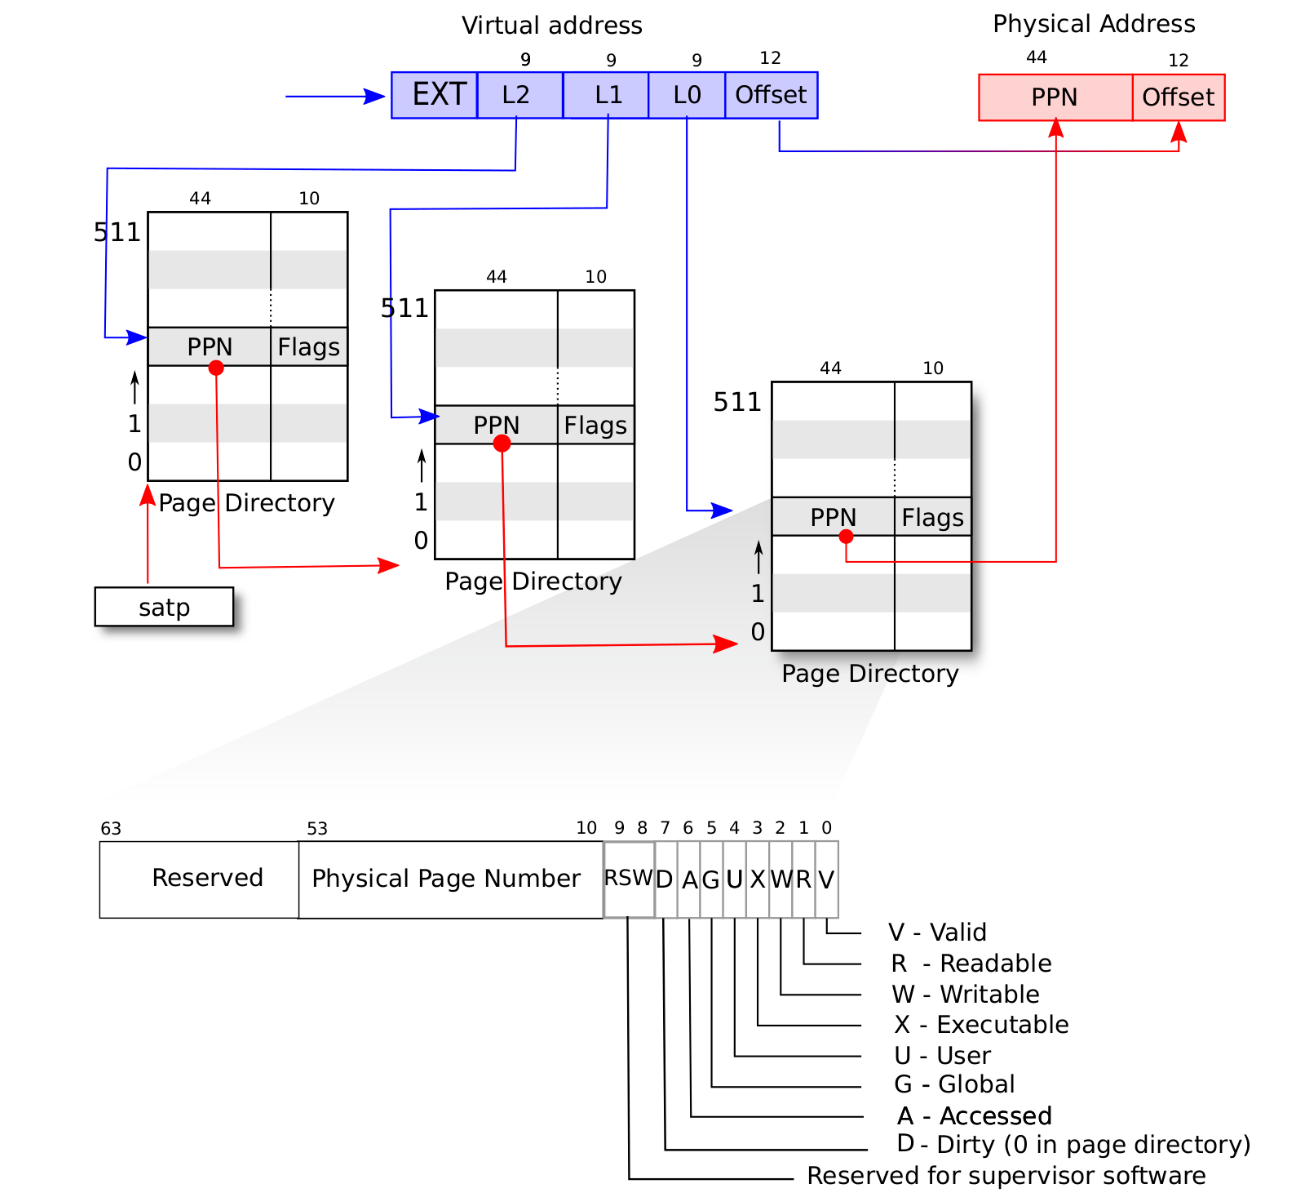 Virtual address
Physical Address
9 9 9 12
44 12
EXT L2 L1 L0 Offset
PPN Offset
44 10
511
PPN Flags
1
0
Page Directory
satp
44 10
511
PPN Flags
1
0
Page Directory
44 10
511
PPN Flags
1
0
Page Directory
63 53 10 9 8 7 6 5 4 3 2 1 0
Reserved Physical Page Number RSW D A G U X W R V
V - Valid
R - Readable
W - Writable
X - Executable
U - User
G - Global
A - Accessed
D - Dirty (0 in page directory)
Reserved for supervisor software